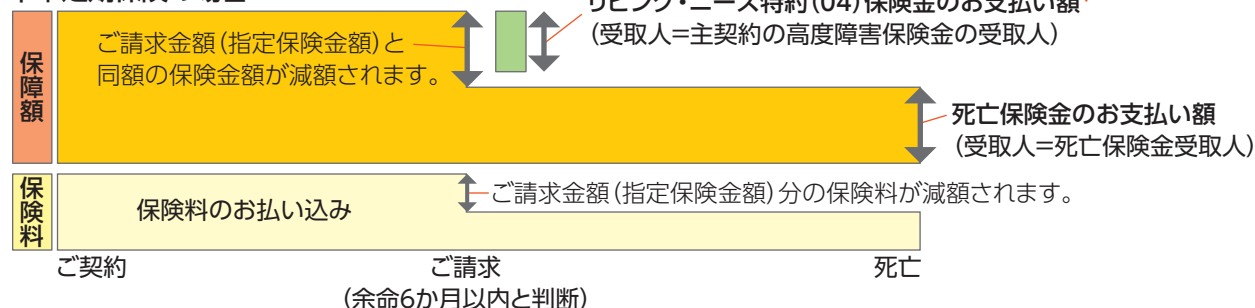 リビング・ニーズ特約(04)保険金のお支払い額
(受取人=主契約の高度障害保険金の受取人)
保障額
ご請求金額(指定保険金額)と
同額の保険金額が減額されます。
死亡保険金のお支払い額
(受取人=死亡保険金受取人)
保険料
保険料のお払い込み
ご請求金額(指定保険金額)分の保険料が減額されます。
ご契約
ご請求
死亡
(余命6か月以内と判断)